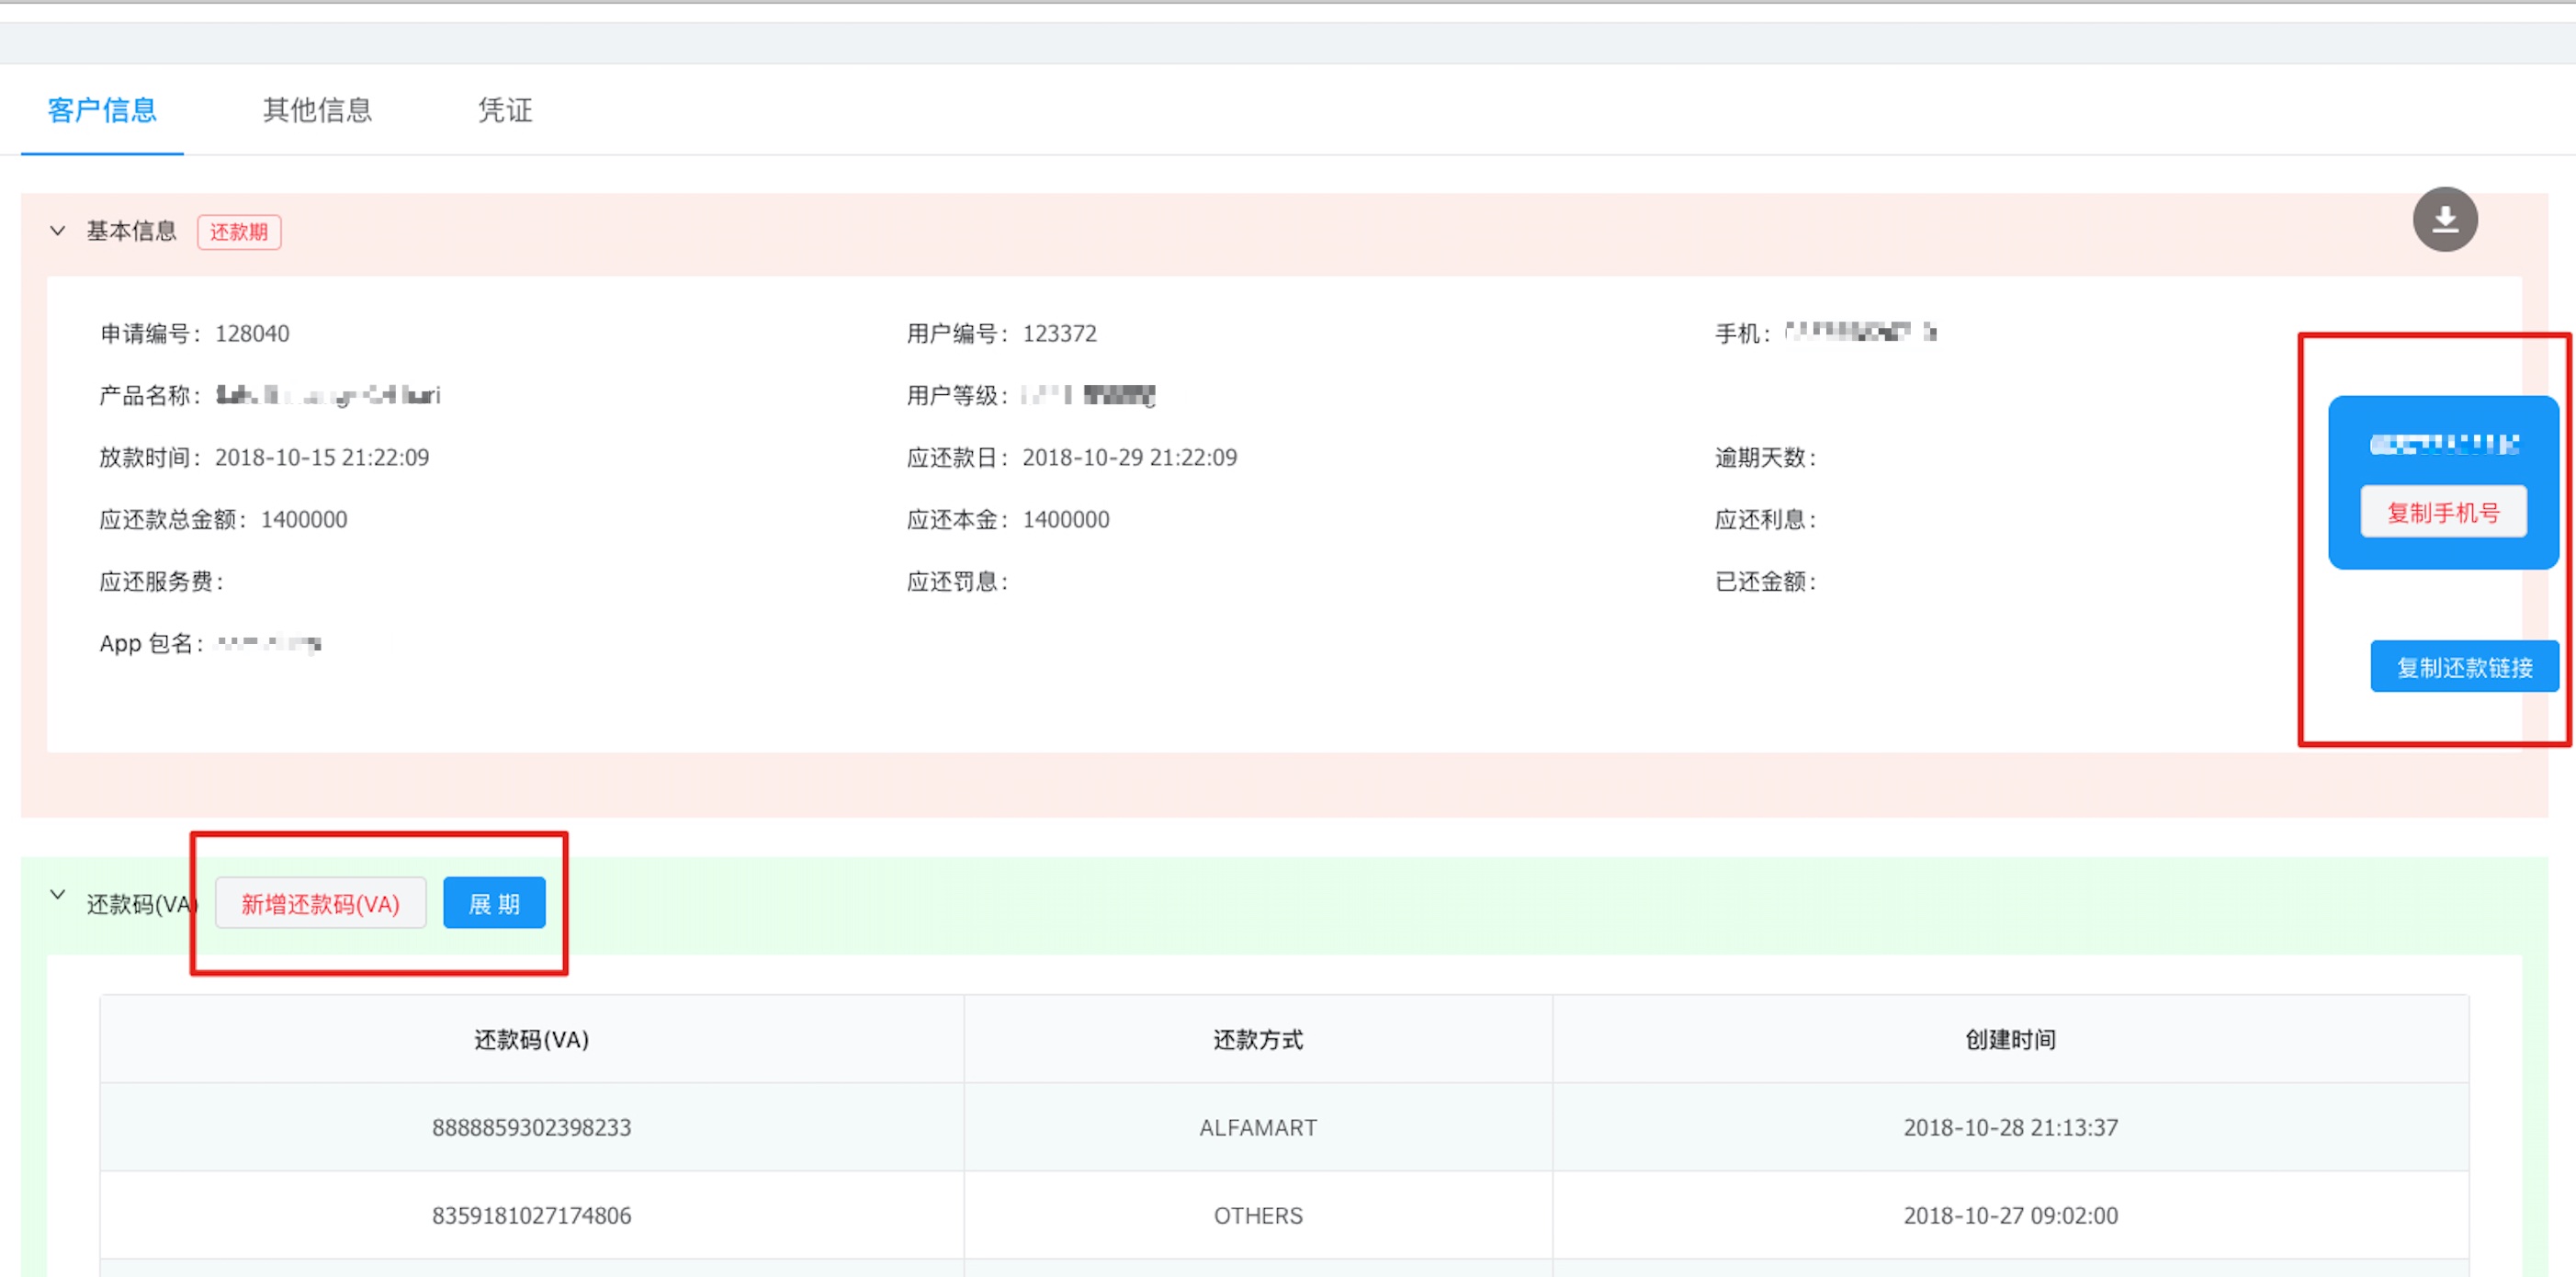 客户信息 其他信息 凭证
基本信息 还款期
申请编号： 128040 用户编号： 123372 手机：
产品名称： 用户等级：
放款时间： 2018-10-15 21:22:09 应还款日： 2018-10-29 21:22:09 逾期天数：
复制手机号
应还款总金额： 1400000 应还本金： 1400000 应还利息：
应还服务费： 应还罚息： 已还金额：
App 包名：
复制还款链接
还款码(VA) 新增还款码(VA) 展 期
还款码(VA) 还款方式 创建时间
8888859302398233 ALFAMART 2018-10-28 21:13:37
8359181027174806 OTHERS 2018-10-27 09:02:00